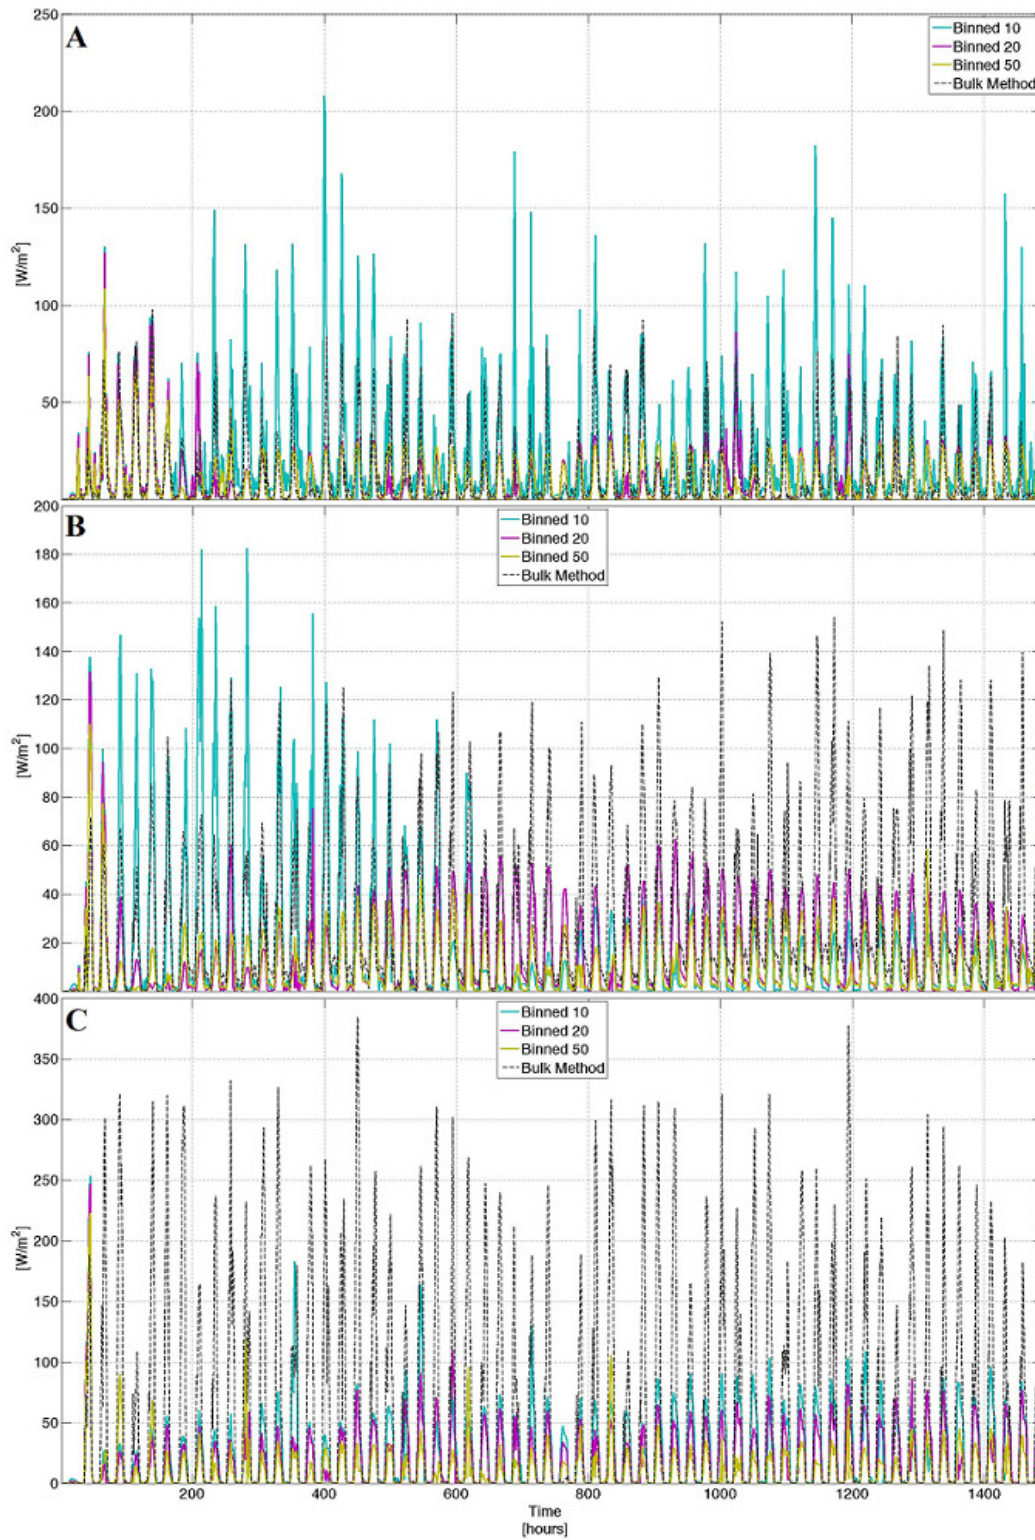 A
250
200
150
100
50
[W/m²]
Binned 10
Binned 20
Binned 50
Bulk Method
B
200
180
160
140
120
100
80
60
40
20
[W/m²]
Binned 10
Binned 20
Binned 50
Bulk Method
C
400
350
300
250
200
150
100
50
0
[W/m²]
Binned 10
Binned 20
Binned 50
Bulk Method
200 400 600 800 1000 1200 1400
Time
[hours]